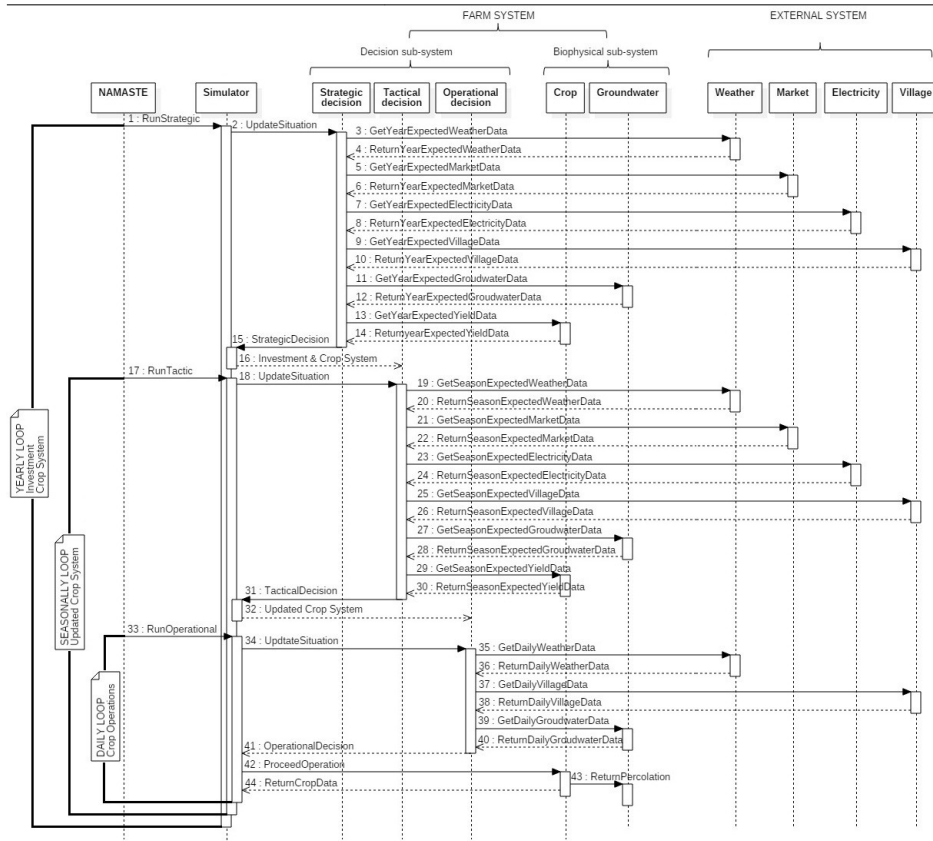 FARM SYSTEM
EXTERNAL SYSTEM
Decision sub-system
Biophysical sub-system
NAMASTE
Simulator
Strategic
decision
Tactical
decision
Operational
decision
Crop
Groundwater
Weather
Market
Electricity
Village
1 : RunStrategic
2 : UpdateSituation
3 : GetYearExpectedWeatherData
4 : ReturnYearExpectedWeatherData
5 : GetYearExpectedMarketData
6 : ReturnYearExpectedMarketData
7 : GetYearExpectedElectricityData
8 : ReturnYearExpectedElectricityData
9 : GetYearExpectedVillageData
10 : ReturnYearExpectedVillageData
11 : GetYearExpectedGroundwaterData
12 : ReturnYearExpectedGroudwaterData
13 : GetYearExpectedYieldData
14 : ReturnyearExpectedYieldData
15 : StrategicDecision
16 : Investment & Crop System
17 : RunTactic
18 : UpdateSituation
19 : GetSeasonExpectedWeatherData
20 : ReturnSeasonExpectedWeatherData
21 : GetSeasonExpectedMarketData
22 : ReturnSeasonExpectedMarketData
23 : GetSeasonExpectedElectricityData
24 : ReturnSeasonExpectedElectricityData
25 : GetSeasonExpectedVillageData
26 : ReturnSeasonExpectedVillageData
27 : GetSeasonExpectedGroundwaterData
28 : ReturnSeasonExpectedGroundwaterData
29 : GetSeasonExpectedYieldData
30 : ReturnSeasonExpectedYieldData
31 : TacticalDecision
32 : Updated Crop System
33 : RunOperational
34 : UpdtateSituation
35 : GetDailyWeatherData
36 : ReturnDailyWeatherData
37 : GetDailyVillageData
38 : ReturnDailyVillageData
39 : GetDailyGroudwaterData
40 : ReturnDailyGroundwaterData
41 : OperationalDecision
42 : ProceedOperation
43 : ReturnPercolation
44 : ReturnCropData
YEARLY LOOP
Investment
Crop System
SEASONALLY LOOP
Updated Crop System
DAILY LOOP
Crop Operations